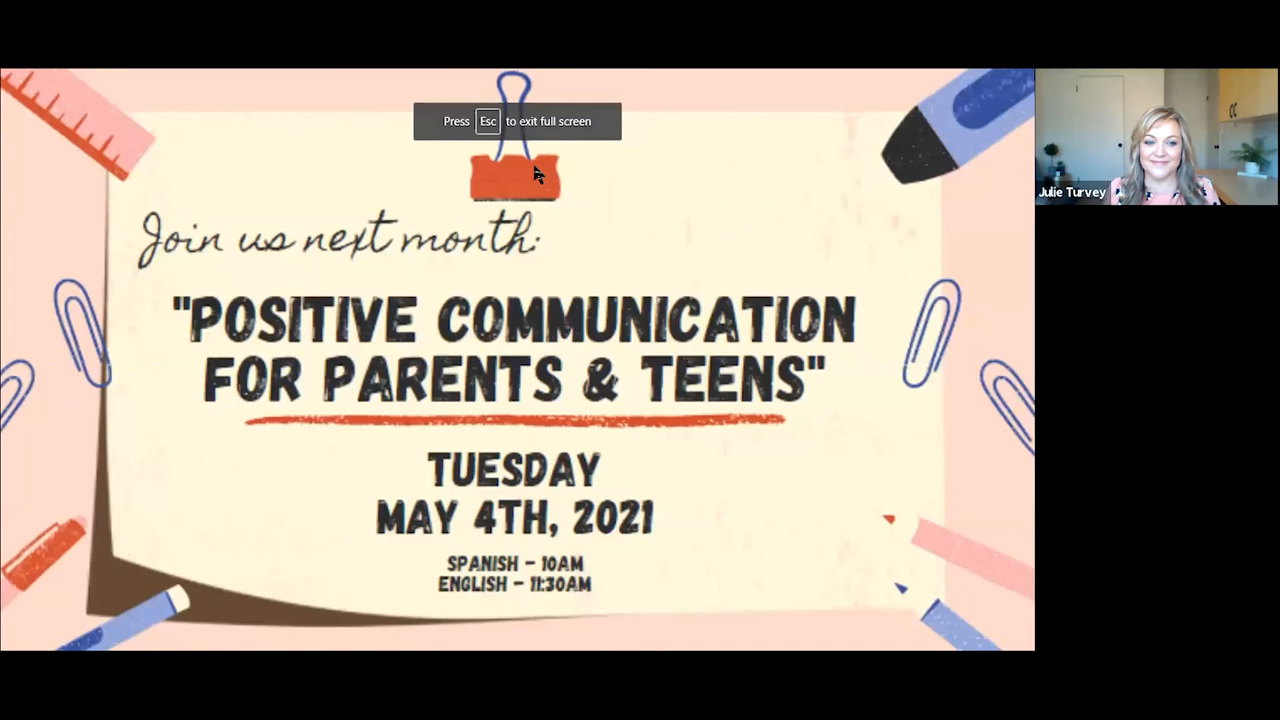 Press Esc to exit full screen
Julie Turvey
Join us next month:
"POSITIVE COMMUNICATION
FOR PARENTS & TEENS"
TUESDAY
MAY 4TH, 2021
SPANISH - 10AM
ENGLISH - 11:30AM